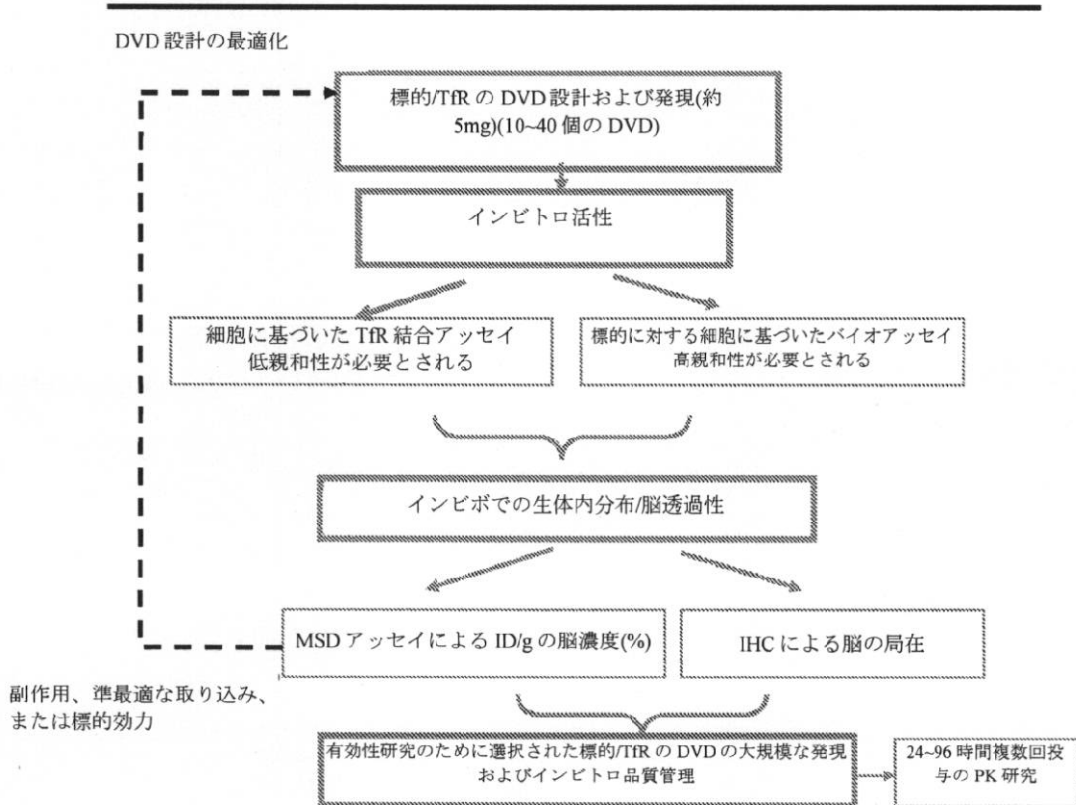 DVD 設計の最適化
標的/TfR の DVD 設計および発現(約
5mg)(10~40 個の DVD)
インビトロ活性
細胞に基づいた TfR 結合アッセイ
低親和性が必要とされる
標的に対する細胞に基づいたバイオアッセイ
高親和性が必要とされる
インビボでの生体内分布/脳透過性
MSD アッセイによる ID/g の脳濃度(%)
IHC による脳の局在
副作用、準最適な取り込み、
または標的効力
有効性研究のために選択された標的/TfR の DVD の大規模な発現
およびインビトロ品質管理
24~96 時間複数回投
与の PK 研究